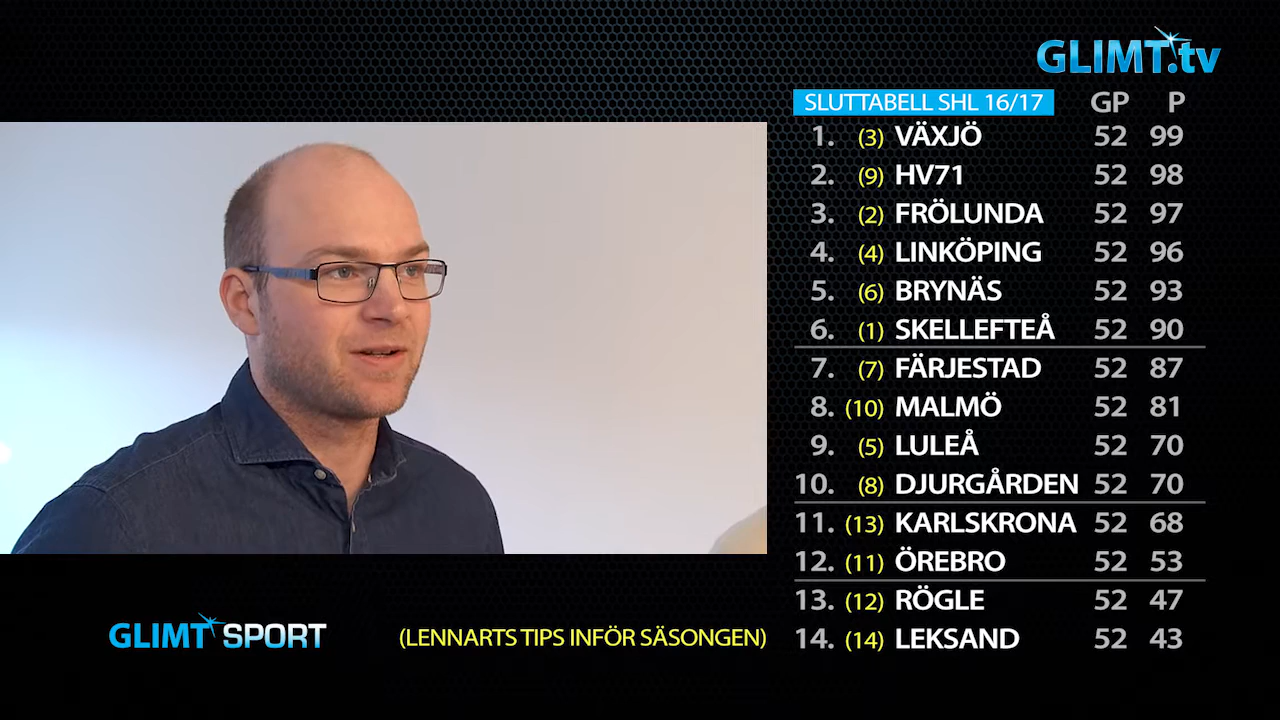 GLIMT.tv
SLUTTABELL SHL 16/17 GP P
1. (3) VÄXJÖ 52 99
2. (9) HV71 52 98
3. (2) FRÖLUNDA 52 97
4. (4) LINKÖPING 52 96
5. (6) BRYNÄS 52 93
6. (1) SKELLEFTEÅ 52 90
7. (7) FÄRJESTAD 52 87
8. (10) MALMÖ 52 81
9. (5) LULEÅ 52 70
10. (8) DJURGÅRDEN 52 70
11. (13) KARLSKRONA 52 68
12. (11) ÖREBRO 52 53
13. (12) RÖGLE 52 47
14. (14) LEKSAND 52 43
GLIMT SPORT
(LENNARTS TIPS INFÖR SÄSONGEN)